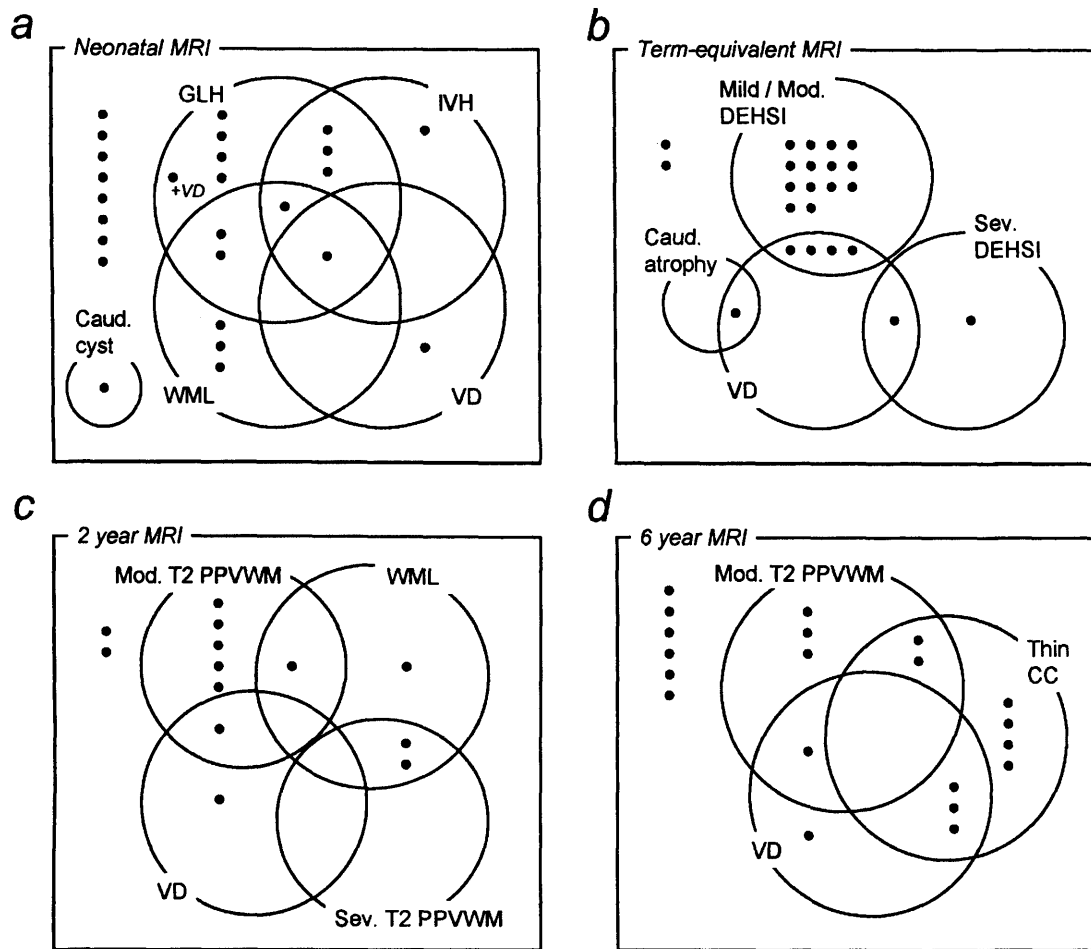 a
Neonatal MRI
GLH
IVH
+VD
Caud.
cyst
WML
VD
b
Term-equivalent MRI
Mild / Mod.
DEHSI
Caud.
atrophy
Sev.
DEHSI
VD
c
2 year MRI
Mod. T2 PPVWM
WML
VD
Sev. T2 PPVWM
d
6 year MRI
Mod. T2 PPVWM
Thin
CC
VD